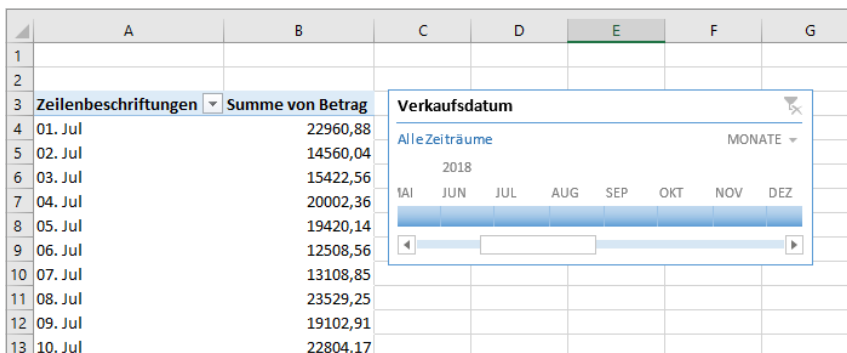 A B C D E F G
1
2
3 Zeilenbeschriftungen Summe von Betrag
4 01. Jul 22960,88
5 02. Jul 14560,04
6 03. Jul 15422,56
7 04. Jul 20002,36
8 05. Jul 19420,14
9 06. Jul 12508,56
10 07. Jul 13108,85
11 08. Jul 23529,25
12 09. Jul 19102,91
13 10. Jul 22804,17
Verkaufsdatum
Alle Zeiträume MONATE
2018
MAI JUN JUL AUG SEP OKT NOV DEZ